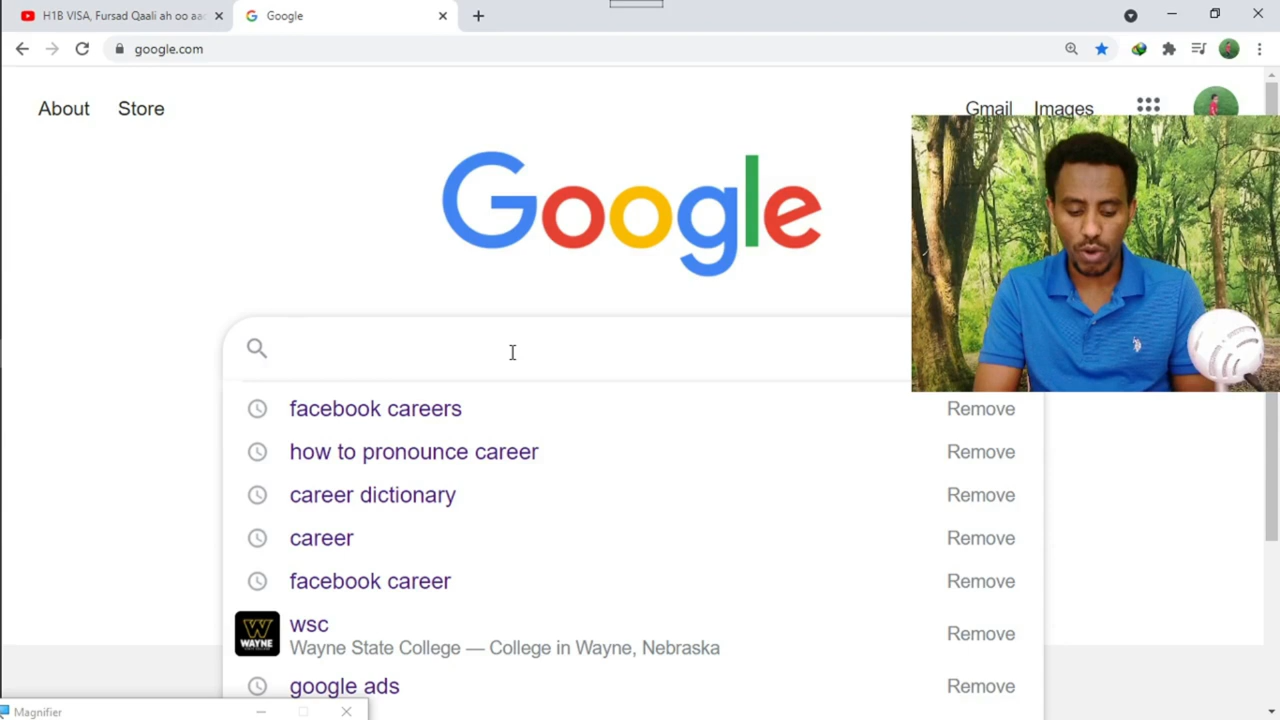 H1B VISA, Fursad Qaali ah oo
Google
google.com
About
Store
Gmail
Images
Google
facebook careers
Remove
how to pronounce career
Remove
career dictionary
Remove
career
Remove
facebook career
Remove
WAYNE
wsc
Wayne State College — College in Wayne, Nebraska
Remove
google ads
Remove
Magnifier